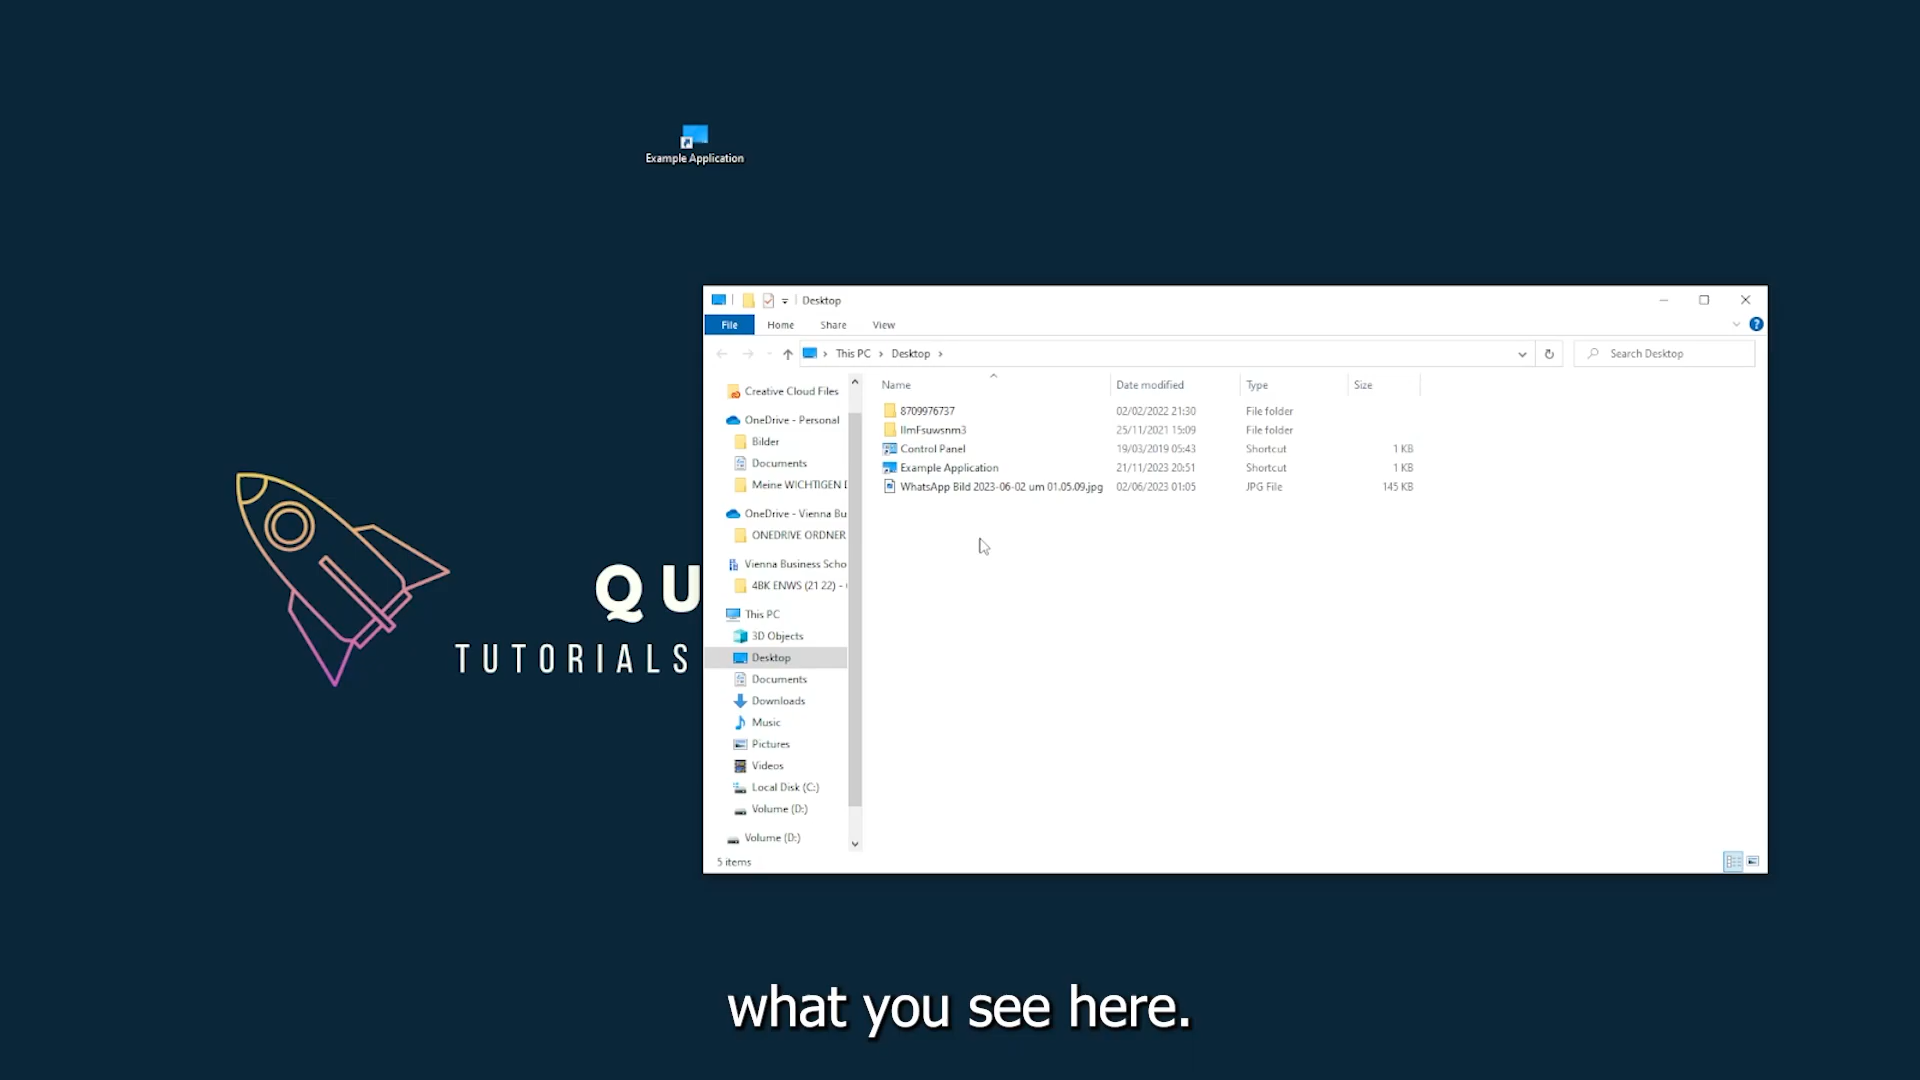 Example Application
Desktop
File Home Share View
This PC Desktop
Search Desktop
Name Date modified Type Size
8709976737 02/02/2022 21:30 File folder
IlmFsuwsnm3 25/11/2021 15:09 File folder
Control Panel 19/03/2019 05:43 Shortcut 1 KB
Example Application 21/11/2023 20:51 Shortcut 1 KB
WhatsApp Bild 2023-06-02 um 01.05.09.jpg 02/06/2023 01:05 JPG File 145 KB
Creative Cloud Files
OneDrive - Personal
Bilder
Documents
Meine WICHTIGEN
OneDrive - Vienna Bu
ONEDRIVE ORDNER
Vienna Business Scho
4BK ENWS (21 22) -
This PC
3D Objects
Desktop
Documents
Downloads
Music
Pictures
Videos
Local Disk (C:)
Volume (D:)
Volume (D:)
5 items
QU
TUTORIALS
what you see here.